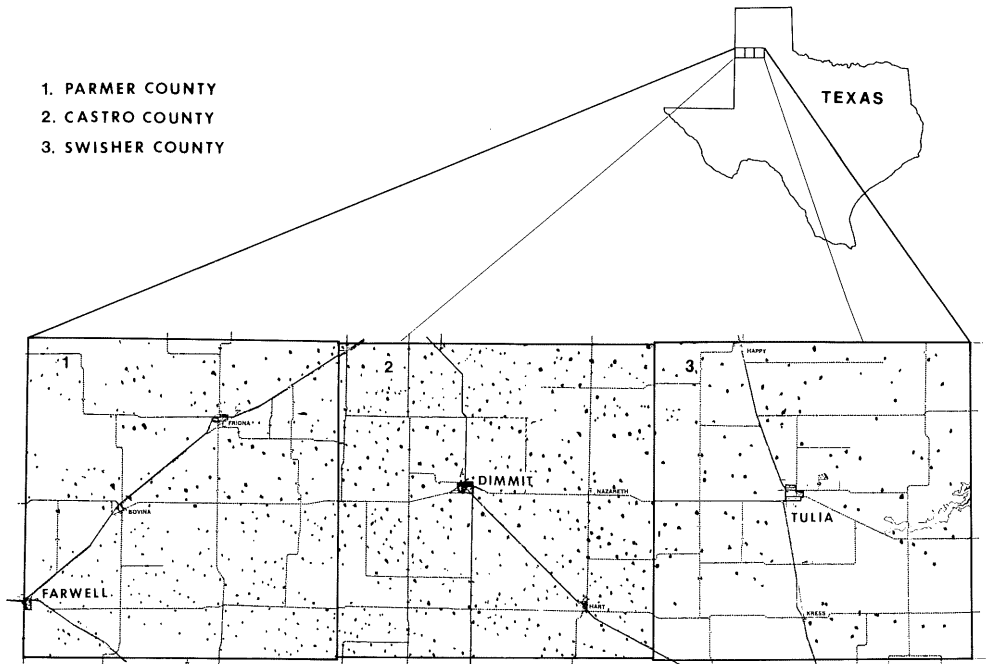 1. PARMER COUNTY
2. CASTRO COUNTY
3. SWISHER COUNTY
TEXAS
1
2
3.
HAPPY
FRIONA
DIMMIT
NAZARETH
BOVINA
TULIA
FARWELL
HART
KRESS